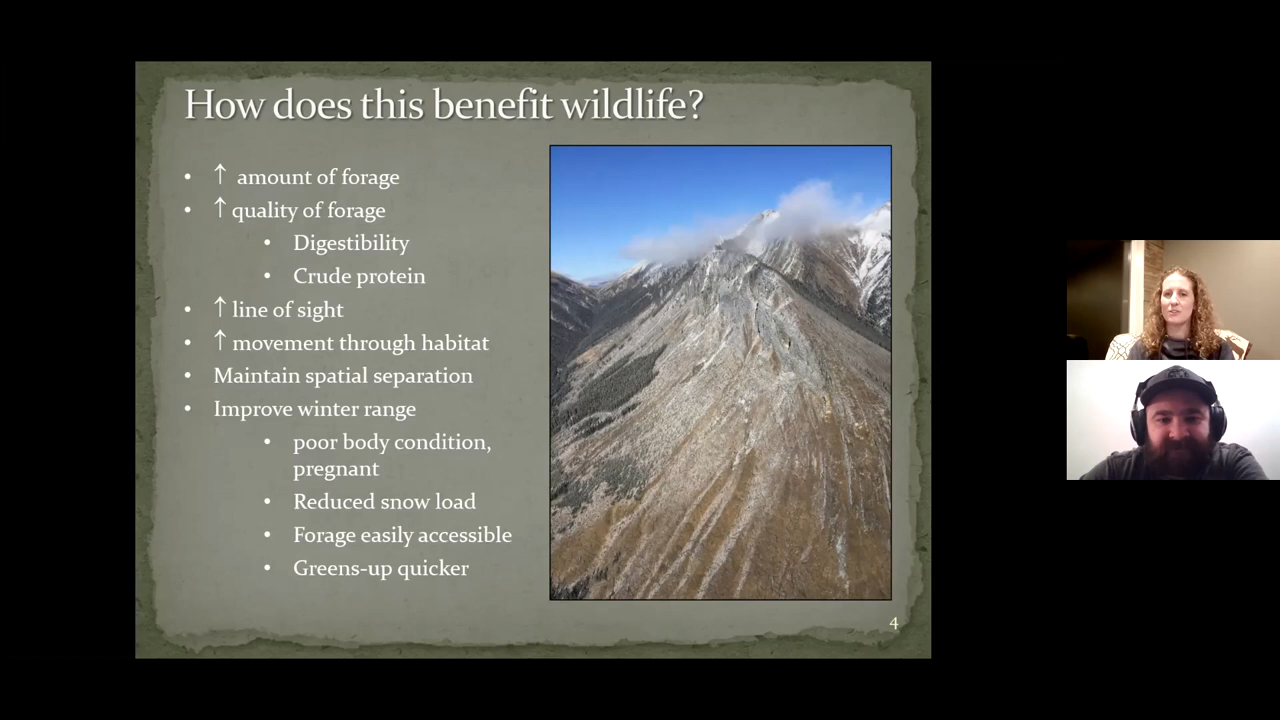 How does this benefit wildlife?
• ↑ amount of forage
• ↑ quality of forage
• Digestibility
• Crude protein
• ↑ line of sight
• ↑ movement through habitat
• Maintain spatial separation
• Improve winter range
• poor body condition,
pregnant
• Reduced snow load
• Forage easily accessible
• Greens-up quicker
4